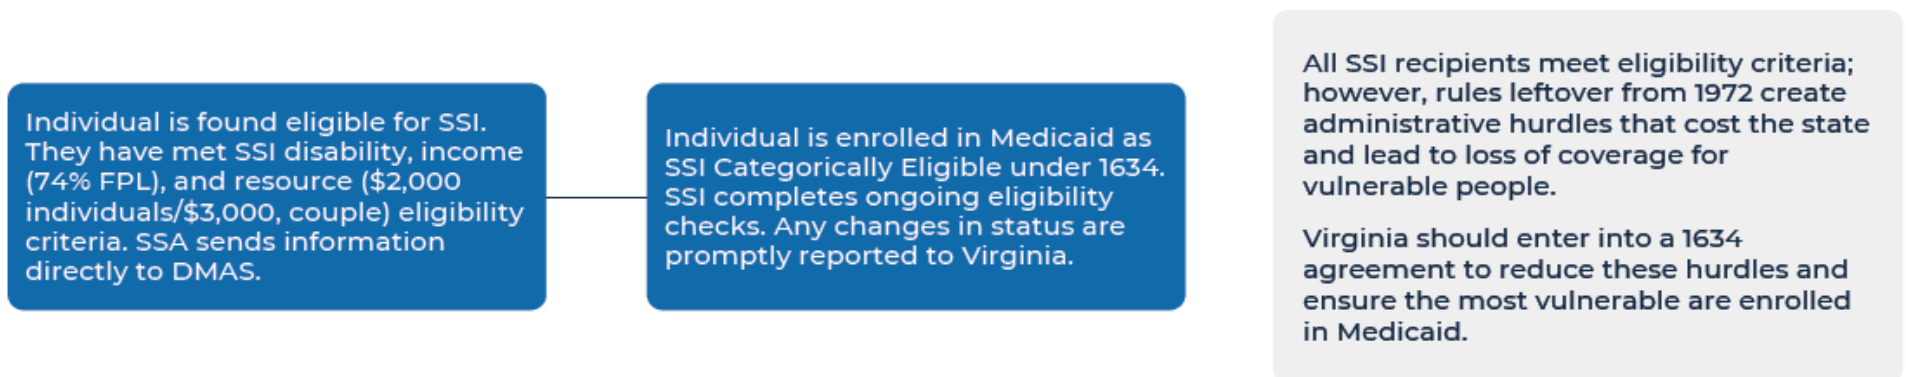 Individual is found eligible for SSI.
They have met SSI disability, income
(74% FPL), and resource ($2,000
individuals/$3,000, couple) eligibility
criteria. SSA sends information
directly to DMAS.
Individual is enrolled in Medicaid as
SSI Categorically Eligible under 1634.
SSI completes ongoing eligibility
checks. Any changes in status are
promptly reported to Virginia.
All SSI recipients meet eligibility criteria;
however, rules leftover from 1972 create
administrative hurdles that cost the state
and lead to loss of coverage for
vulnerable people.
Virginia should enter into a 1634
agreement to reduce these hurdles and
ensure the most vulnerable are enrolled
in Medicaid.